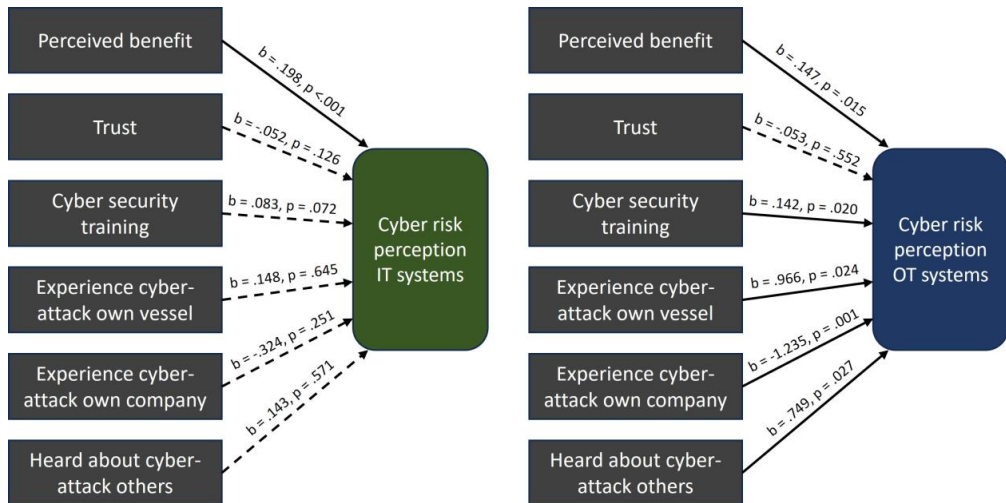 Perceived benefit
b = .198, p <.001
Trust
b = -.052, p = .126
Cyber security
training
b = .083, p = .072
Experience cyber-
attack own vessel
b = .148, p = .645
Experience cyber-
attack own company
b = -.324, p = .251
Heard about cyber-
attack others
b = .143, p = .571
Cyber risk
perception
IT systems
Perceived benefit
b = .147, p = .015
Trust
b = -.053, p = .552
Cyber security
training
b = .142, p = .020
Experience cyber-
attack own vessel
b = .966, p = .024
Experience cyber-
attack own company
b = -1.235, p = .001
Heard about cyber-
attack others
b = .749, p = .027
Cyber risk
perception
OT systems